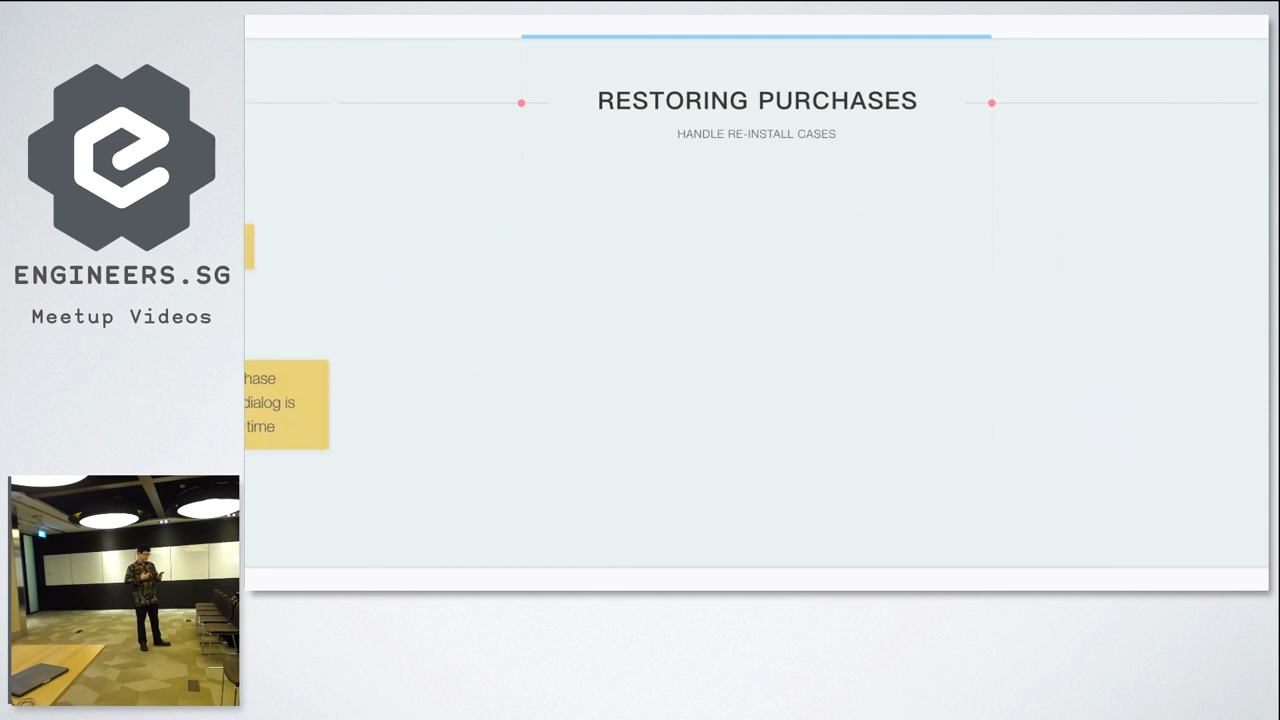 RESTORING PURCHASES
HANDLE RE-INSTALL CASES
ENGINEERS.SG
Meetup Videos
hase
dialog is
time